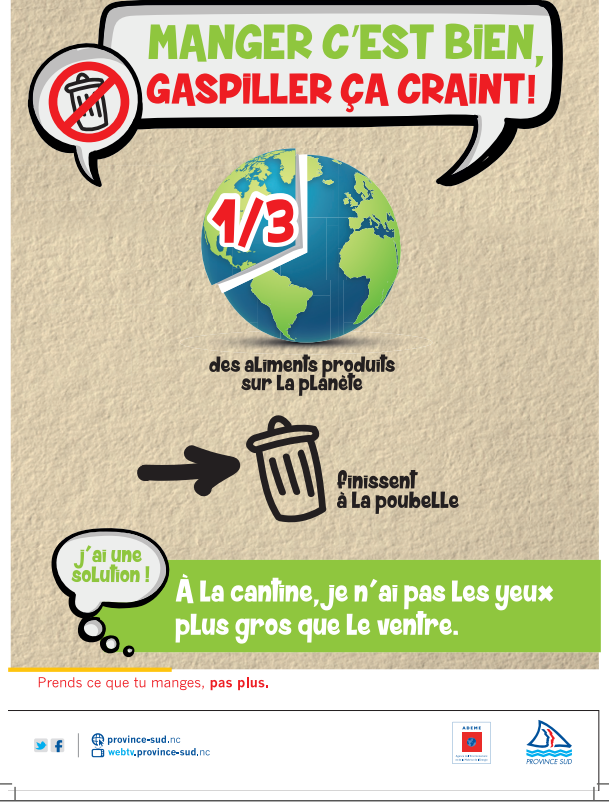 MANGER C'EST BIEN,
GASPILLER ÇA CRAINT!
1/3
des aliments produits
sur la planète
finissent
à la poubelle
j'ai une
solution !
À la cantine, je n'ai pas les yeux
plus gros que le ventre.
Prends ce que tu manges, pas plus.
province-sud.nc
webtv.province-sud.nc
ADEME
PROVINCE SUD